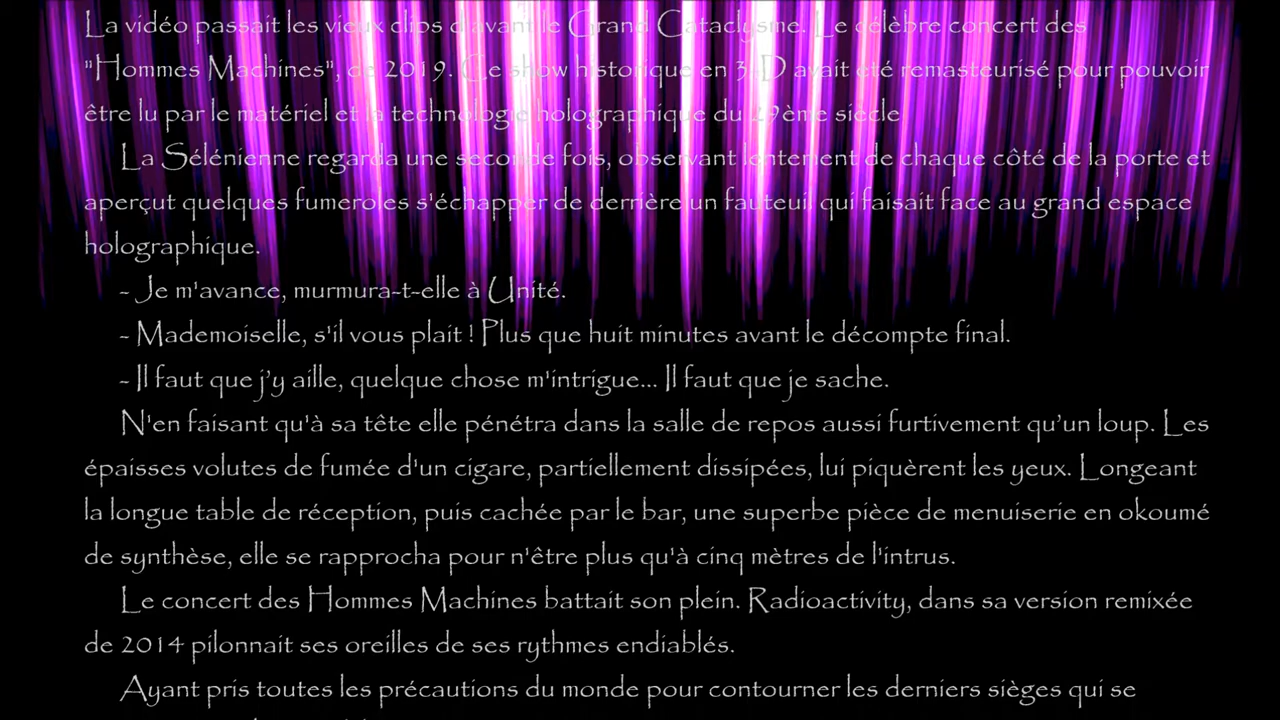 La vidéo passait les vieux clips d'avant le Grand Cataclysme. Le célèbre concert des
"Hommes Machines", de 2019. Ce show historique en 3D avait été remasteurisé pour pouvoir
être lu par le matériel et la technologie holographique du 29ème siècle
La Sélénienne regarda une seconde fois, observant lentement de chaque côté de la porte et
aperçut quelques fumeroles s'échapper de derrière un fauteuil qui faisait face au grand espace
holographique.
- Je m'avance, murmura-t-elle à Unité.
- Mademoiselle, s'il vous plait ! Plus que huit minutes avant le décompte final.
- Il faut que j'y aille, quelque chose m'intrigue... Il faut que je sache.
N'en faisant qu'à sa tête elle pénétra dans la salle de repos aussi furtivement qu'un loup. Les
épaisses volutes de fumée d'un cigare, partiellement dissipées, lui piquèrent les yeux. Longeant
la longue table de réception, puis cachée par le bar, une superbe pièce de menuiserie en okoumé
de synthèse, elle se rapprocha pour n'être plus qu'à cinq mètres de l'intrus.
Le concert des Hommes Machines battait son plein. Radioactivity, dans sa version remixée
de 2014 pilonnait ses oreilles de ses rythmes endiablés.
Ayant pris toutes les précautions du monde pour contourner les derniers sièges qui se